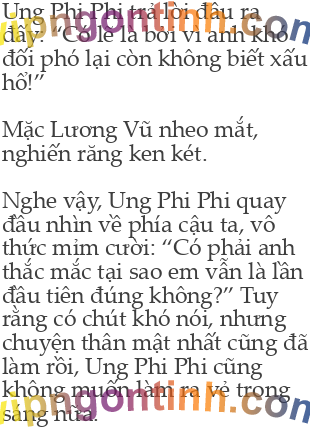 Ung Phi Phi trả lời đâu ra
đấy: “Có lẽ là bởi vì anh khó
đối phó lại còn không biết xấu
hổ!”
Mặc Lương Vũ nheo mắt,
nghiến răng ken két.
Nghe vậy, Ung Phi Phi quay
đầu nhìn về phía cậu ta, vô
thức mỉm cười: “Có phải anh
thắc mắc tại sao em vẫn là lần
đầu tiên đúng không?” Tuy
rằng có chút khó nói, nhưng
chuyện thân mật nhất cũng đã
làm rồi, Ung Phi Phi cũng
không muốn làm ra vẻ trong
sáng nữa.
vipngontinh.com
vipngontinh.com